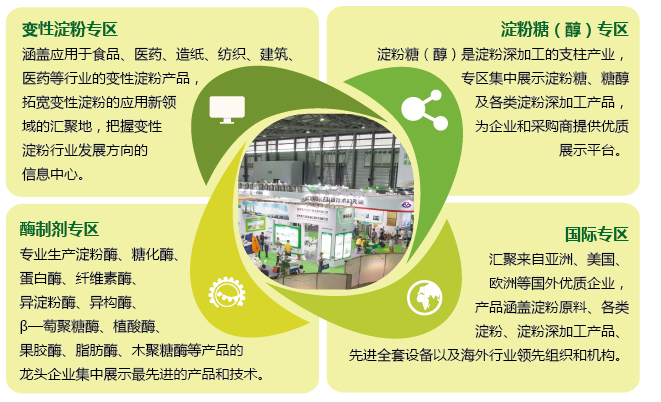 变性淀粉专区
涵盖应用于食品、医药、造纸、纺织、建筑、
医药等行业的变性淀粉产品，
拓宽变性淀粉的应用新领
域的汇聚地，把握变性
淀粉行业发展方向的
信息中心。
淀粉糖（醇）专区
淀粉糖（醇）是淀粉深加工的支柱产业，
专区集中展示淀粉糖、糖醇
及各类淀粉深加工产品，
为企业和采购商提供优质
展示平台。
酶制剂专区
专业生产淀粉酶、糖化酶、
蛋白酶、纤维素酶、
异淀粉酶、异构酶、
β—萄聚糖酶、植酸酶、
果胶酶、脂肪酶、木聚糖酶等产品的
龙头企业集中展示最先进的产品和技术。
国际专区
汇聚来自亚洲、美国、
欧洲等国外优质企业，
产品涵盖淀粉原料、各类
淀粉、淀粉深加工产品、
先进全套设备以及海外行业领先组织和机构。